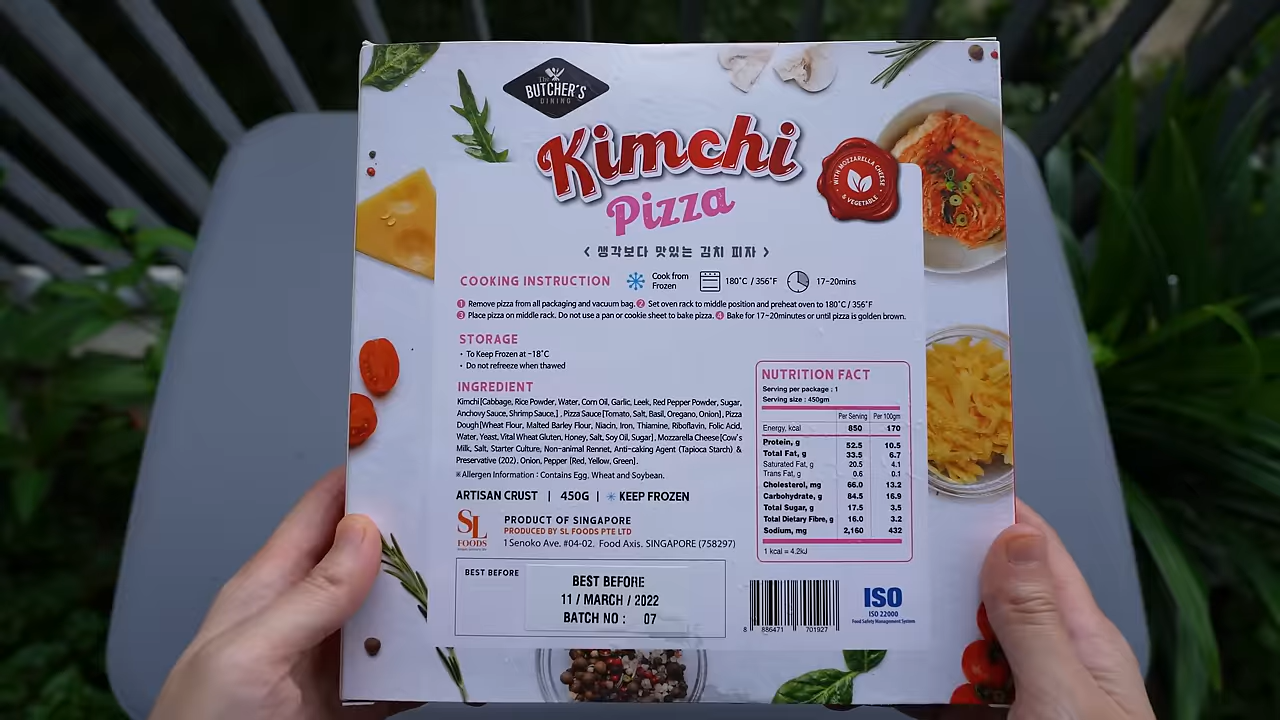 The
BUTCHER'S
DINING
Kimchi
Pizza
WITH MOZZARELLA CHEESE
& VEGETABLE
< 생각보다 맛있는 김치 피자 >
COOKING INSTRUCTION Cook from Frozen 180˚C / 356˚F 17~20mins
1 Remove pizza from all packaging and vacuum bag. 2 Set oven rack to middle position and preheat oven to 180˚C / 356˚F
3 Place pizza on middle rack. Do not use a pan or cookie sheet to bake pizza. 4 Bake for 17~20minutes or until pizza is golden brown.
STORAGE
· To Keep Frozen at -18˚C
· Do not refreeze when thawed
INGREDIENT
Kimchi[Cabbage, Rice Powder, Water, Corn Oil, Garlic, Leek, Red Pepper Powder, Sugar,
Anchovy Sauce, Shrimp Sauce,] , Pizza Sauce[Tomato, Salt, Basil, Oregano, Onion] , Pizza
Dough[Wheat Flour, Malted Barley Flour, Niacin, Iron, Thiamine, Riboflavin, Folic Acid,
Water, Yeast, Vital Wheat Gluten, Honey, Salt, Soy Oil, Sugar] , Mozzarella Cheese[Cow's
Milk, Salt, Starter Culture, Non-animal Rennet, Anti-caking Agent (Tapioca Starch) &
Preservative (202), Onion, Pepper [Red, Yellow, Green].
※Allergen Information : Contains Egg, Wheat and Soybean.
ARTISAN CRUST | 450G | KEEP FROZEN
SL
FOODS
PRODUCT OF SINGAPORE
PRODUCED BY SL FOODS PTE LTD
1 Senoko Ave. #04-02. Food Axis. SINGAPORE (758297)
BEST BEFORE
BEST BEFORE
11 / MARCH / 2022
BATCH NO : 07
NUTRITION FACT
Serving per package : 1
Serving size : 450gm
Per Serving Per 100gm
Energy, kcal 850 170
Protein, g 52.5 10.5
Total Fat, g 33.5 6.7
Saturated Fat, g 20.5 4.1
Trans Fat, g 0.6 0.1
Cholesterol, mg 66.0 13.2
Carbohydrate, g 84.5 16.9
Total Sugar, g 17.5 3.5
Total Dietary Fibre, g 16.0 3.2
Sodium, mg 2,160 432
1 kcal = 4.2kJ
8 886471 701927
ISO
ISO 22000
Food Safety Management System